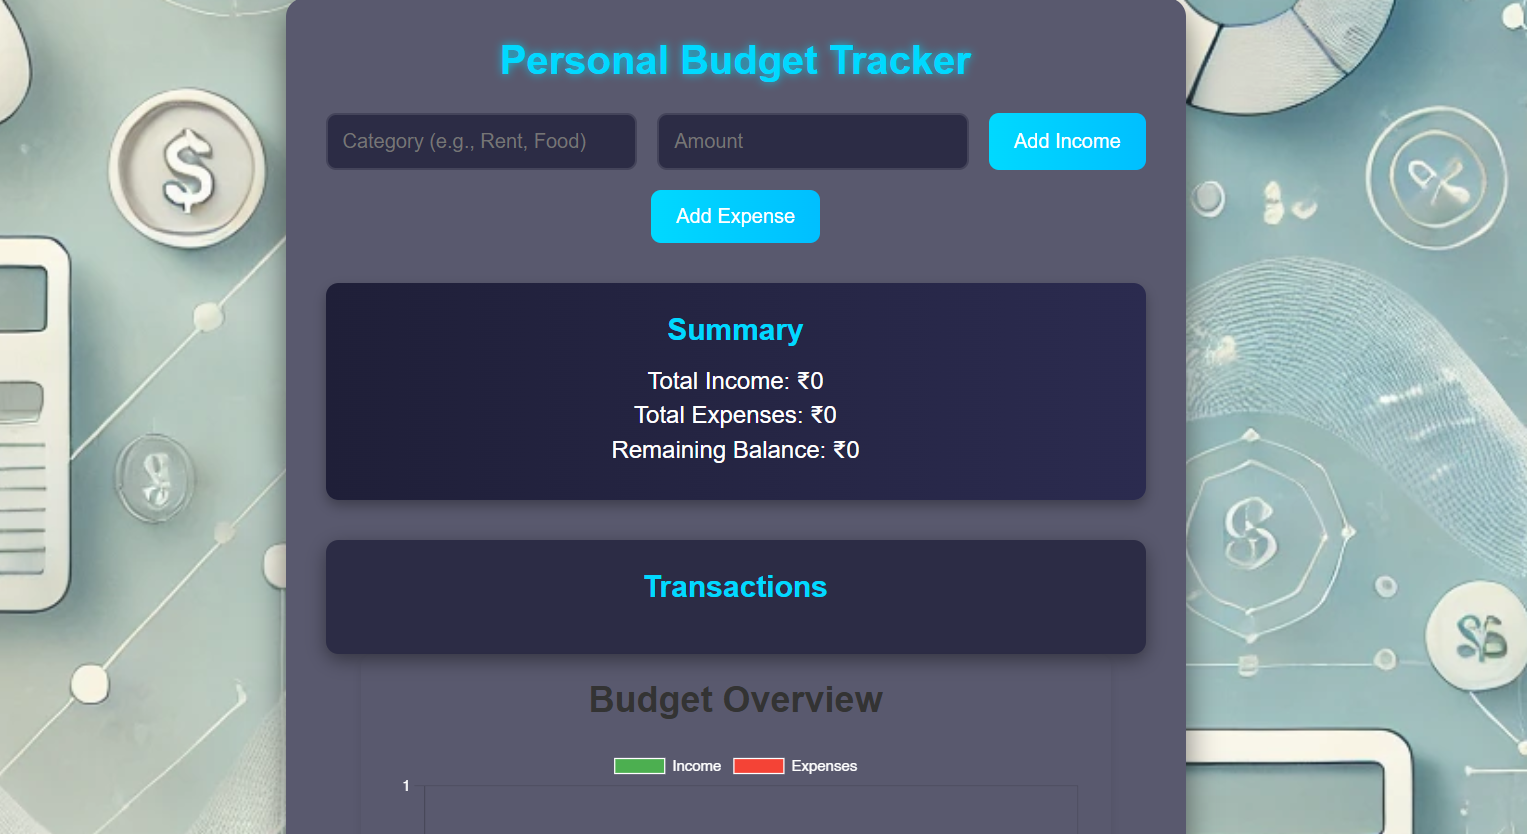 Personal Budget Tracker
Category (e.g., Rent, Food)
Amount
Add Income
Add Expense
Summary
Total Income: ₹0
Total Expenses: ₹0
Remaining Balance: ₹0
Transactions
Budget Overview
Income
Expenses
1
$